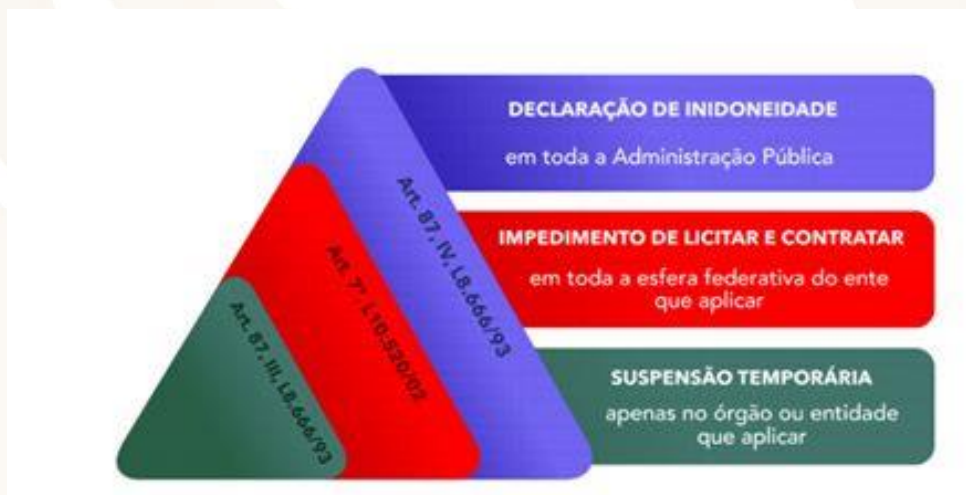 DECLARAÇÃO DE INIDONEIDADE
em toda a Administração Pública
Art. 87, IV, L8.666/93
IMPEDIMENTO DE LICITAR E CONTRATAR
em toda a esfera federativa do ente
que aplicar
Art. 7º, L10.520/02
SUSPENSÃO TEMPORÁRIA
apenas no órgão ou entidade
que aplicar
Art. 87, III, L8.666/93